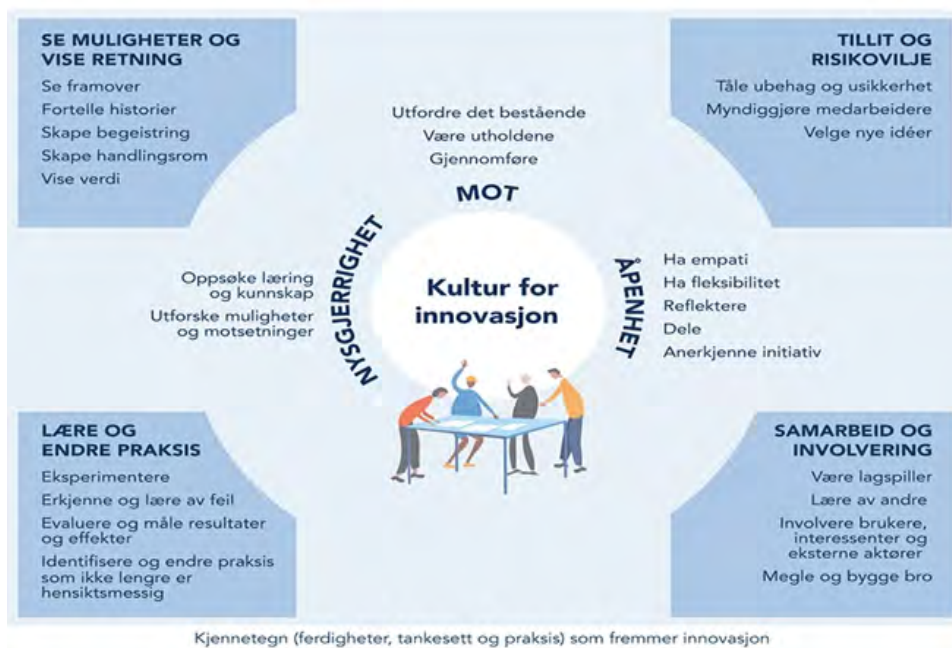 SE MULIGHETER OG
VISE RETNING
Se framover
Fortelle historier
Skape begeistring
Skape handlingsrom
Vise verdi
TILLIT OG
RISIKOVILJE
Tåle ubehag og usikkerhet
Myndiggjøre medarbeidere
Velge nye idéer
Utfordre det bestående
Være utholdene
Gjennomføre
MOT
NYSGJERRIGHET
Oppsøke læring
og kunnskap
Utforske muligheter
og motsetninger
Kultur for
innovasjon
ÅPENHET
Ha empati
Ha fleksibilitet
Reflektere
Dele
Anerkjenne initiativ
LÆRE OG
ENDRE PRAKSIS
Eksperimentere
Erkjenne og lære av feil
Evaluere og måle resultater
og effekter
Identifisere og endre praksis
som ikke lengre er
hensiktsmessig
SAMARBEID OG
INVOLVERING
Være lagspiller
Lære av andre
Involvere brukere,
interessenter og
eksterne aktører
Megle og bygge bro
Kjennetegn (ferdigheter, tankesett og praksis) som fremmer innovasjon